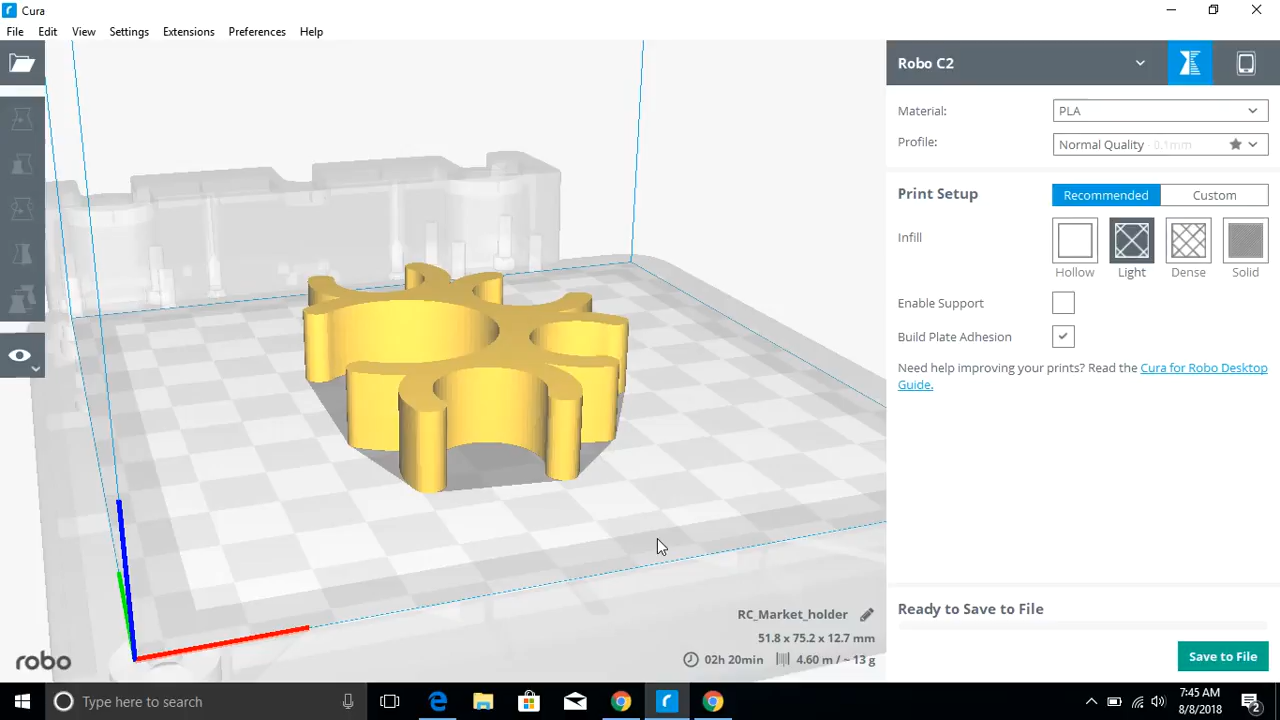 Cura
File Edit View Settings Extensions Preferences Help
Robo C2
Material: PLA
Profile: Normal Quality - 0.1mm
Print Setup Recommended Custom
Infill
Hollow Light Dense Solid
Enable Support
Build Plate Adhesion
Need help improving your prints? Read the Cura for Robo Desktop
Guide.
Ready to Save to File
RC_Market_holder
51.8 x 75.2 x 12.7 mm
02h 20min 4.60 m / ~ 13 g
Save to File
robo
Type here to search
7:45 AM
8/8/2018
2